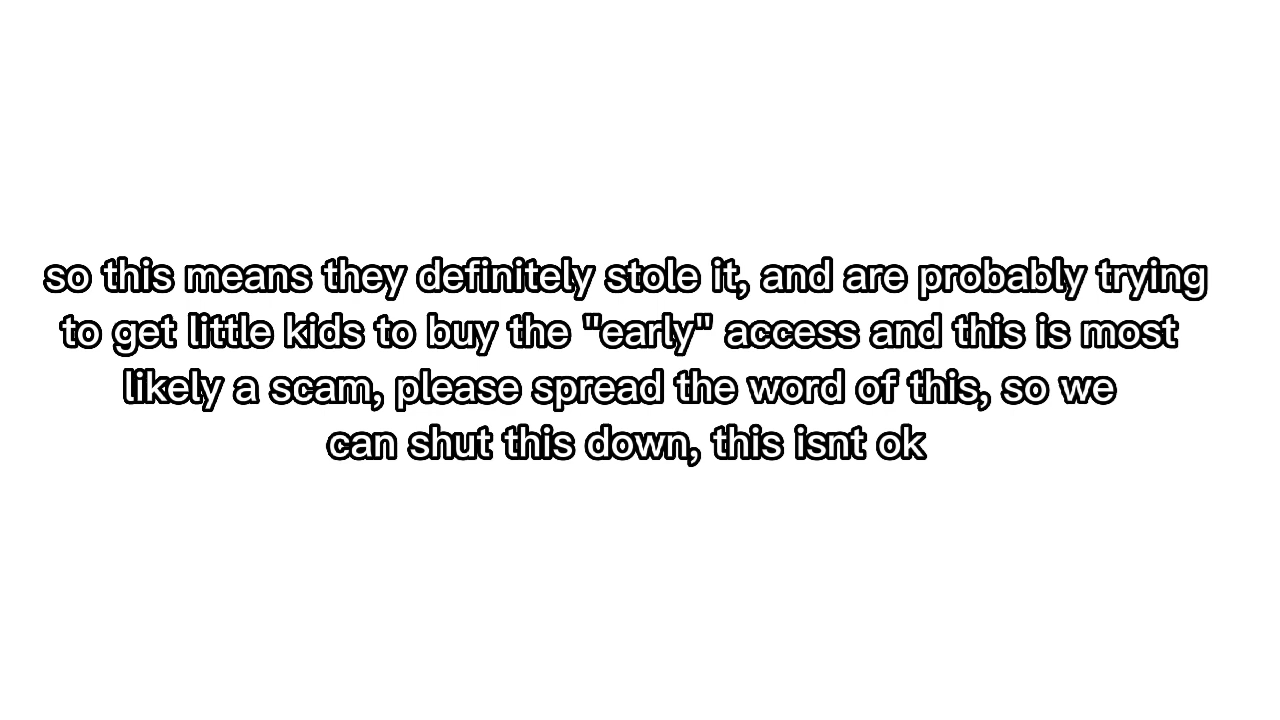 so this means they definitely stole it, and are probably trying
to get little kids to buy the "early" access and this is most
likely a scam, please spread the word of this, so we
can shut this down, this isnt ok